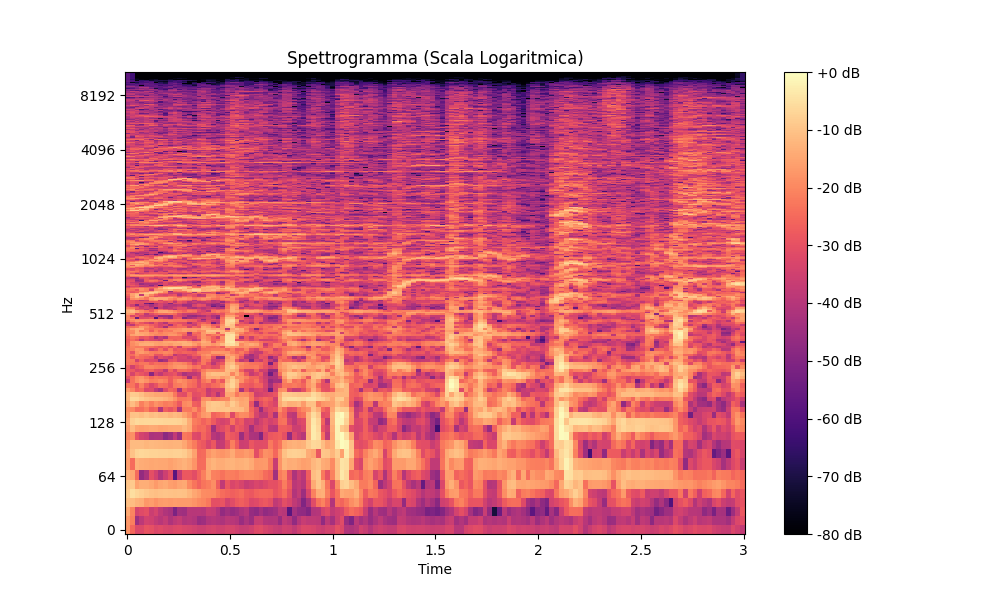 Spettrogramma (Scala Logaritmica)
Hz
8192
4096
2048
1024
512
256
128
64
0
0 0.5 1 1.5 2 2.5 3
Time
+0 dB
-10 dB
-20 dB
-30 dB
-40 dB
-50 dB
-60 dB
-70 dB
-80 dB